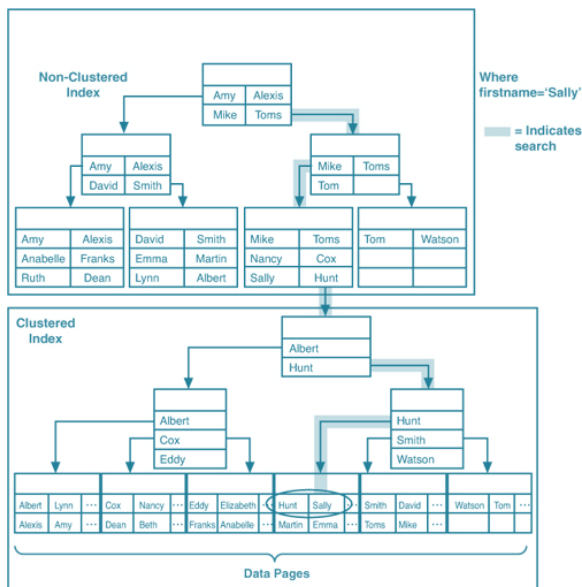 Non-Clustered
Index
Where
firstname='Sally'
= Indicates
search
Amy Alexis
Mike Toms
Amy Alexis
David Smith
Mike Toms
Tom
Amy Alexis
Anabelle Franks
Ruth Dean
David Smith
Emma Martin
Lynn Albert
Mike Toms
Nancy Cox
Sally Hunt
Tom Watson
Clustered
Index
Albert
Hunt
Albert
Cox
Eddy
Hunt
Smith
Watson
Albert Lynn ... Cox Nancy ... Eddy Elizabeth ... Hunt Sally ... Smith David ... Watson Tom ...
Alexis Amy ... Dean Beth ... Franks Anabelle ... Martin Emma ... Toms Mike ...
Data Pages